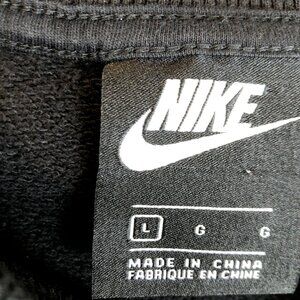 NIKE
L G G
MADE IN CHINA
FABRIQUE EN CHINE